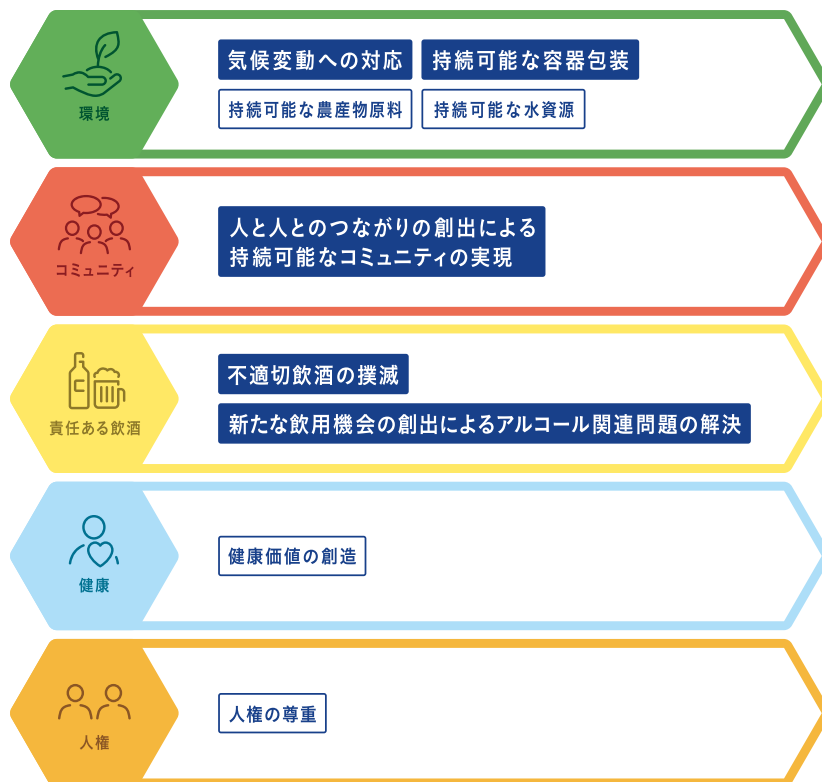 環境
気候変動への対応
持続可能な容器包装
持続可能な農産物原料
持続可能な水資源
コミュニティ
人と人とのつながりの創出による
持続可能なコミュニティの実現
責任ある飲酒
不適切飲酒の撲滅
新たな飲用機会の創出によるアルコール関連問題の解決
健康
健康価値の創造
人権
人権の尊重